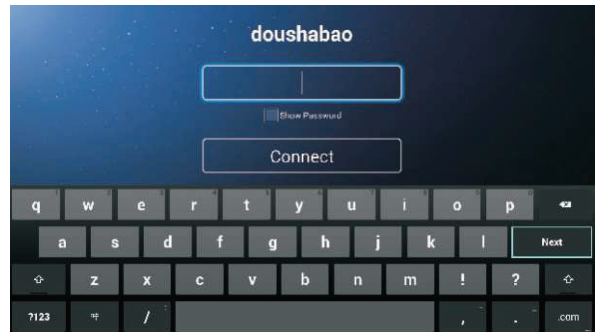 doushabao
Show Password
Connect
q w e r t y u i o p
a s d f g h j k l Next
z x c v b n m ! ?
?123 / , . .com